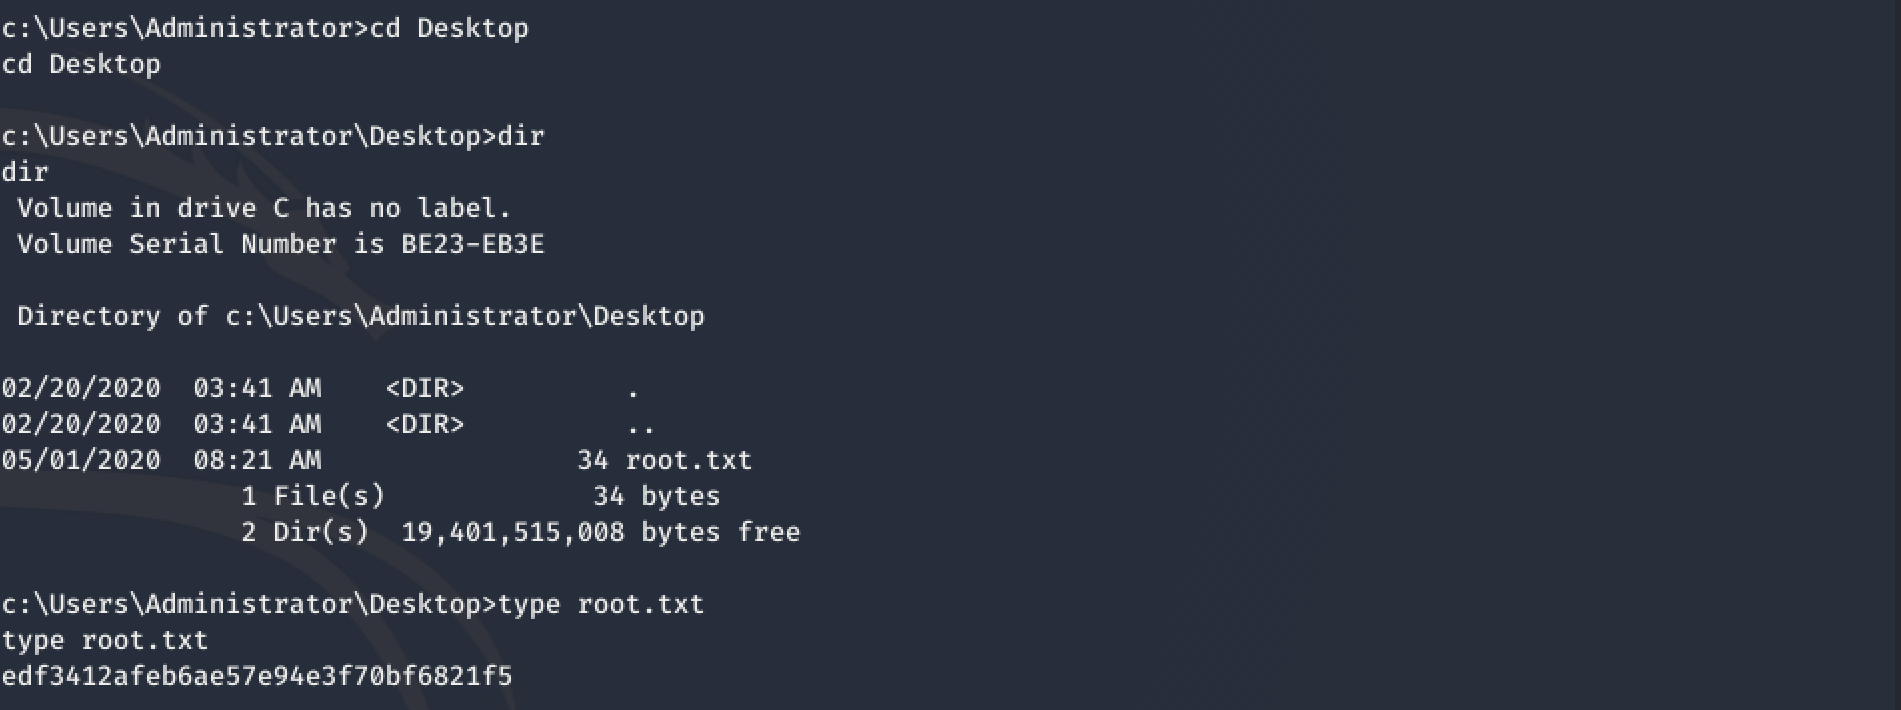 c:\Users\Administrator>cd Desktop
cd Desktop
c:\Users\Administrator\Desktop>dir
dir
Volume in drive C has no label.
Volume Serial Number is BE23-EB3E
Directory of c:\Users\Administrator\Desktop
02/20/2020  03:41 AM    <DIR>          .
02/20/2020  03:41 AM    <DIR>          ..
05/01/2020  08:21 AM                34 root.txt
1 File(s)             34 bytes
2 Dir(s)  19,401,515,008 bytes free
c:\Users\Administrator\Desktop>type root.txt
type root.txt
edf3412afeb6ae57e94e3f70bf6821f5